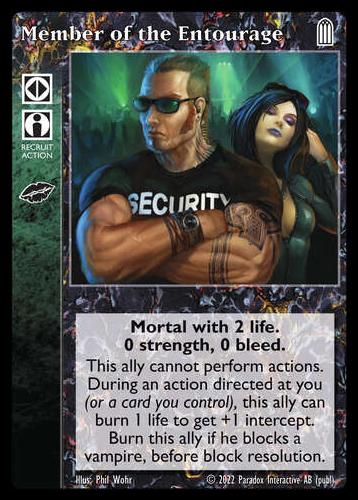 Member of the Entourage
RECRUIT
ACTION
SECURITY
Mortal with 2 life.
0 strength, 0 bleed.
This ally cannot perform actions.
During an action directed at you
(or a card you control), this ally can
burn 1 life to get +1 intercept.
Burn this ally if he blocks a
vampire, before block resolution.
Illus: Phil Wohr © 2022 Paradox Interactive AB (publ)